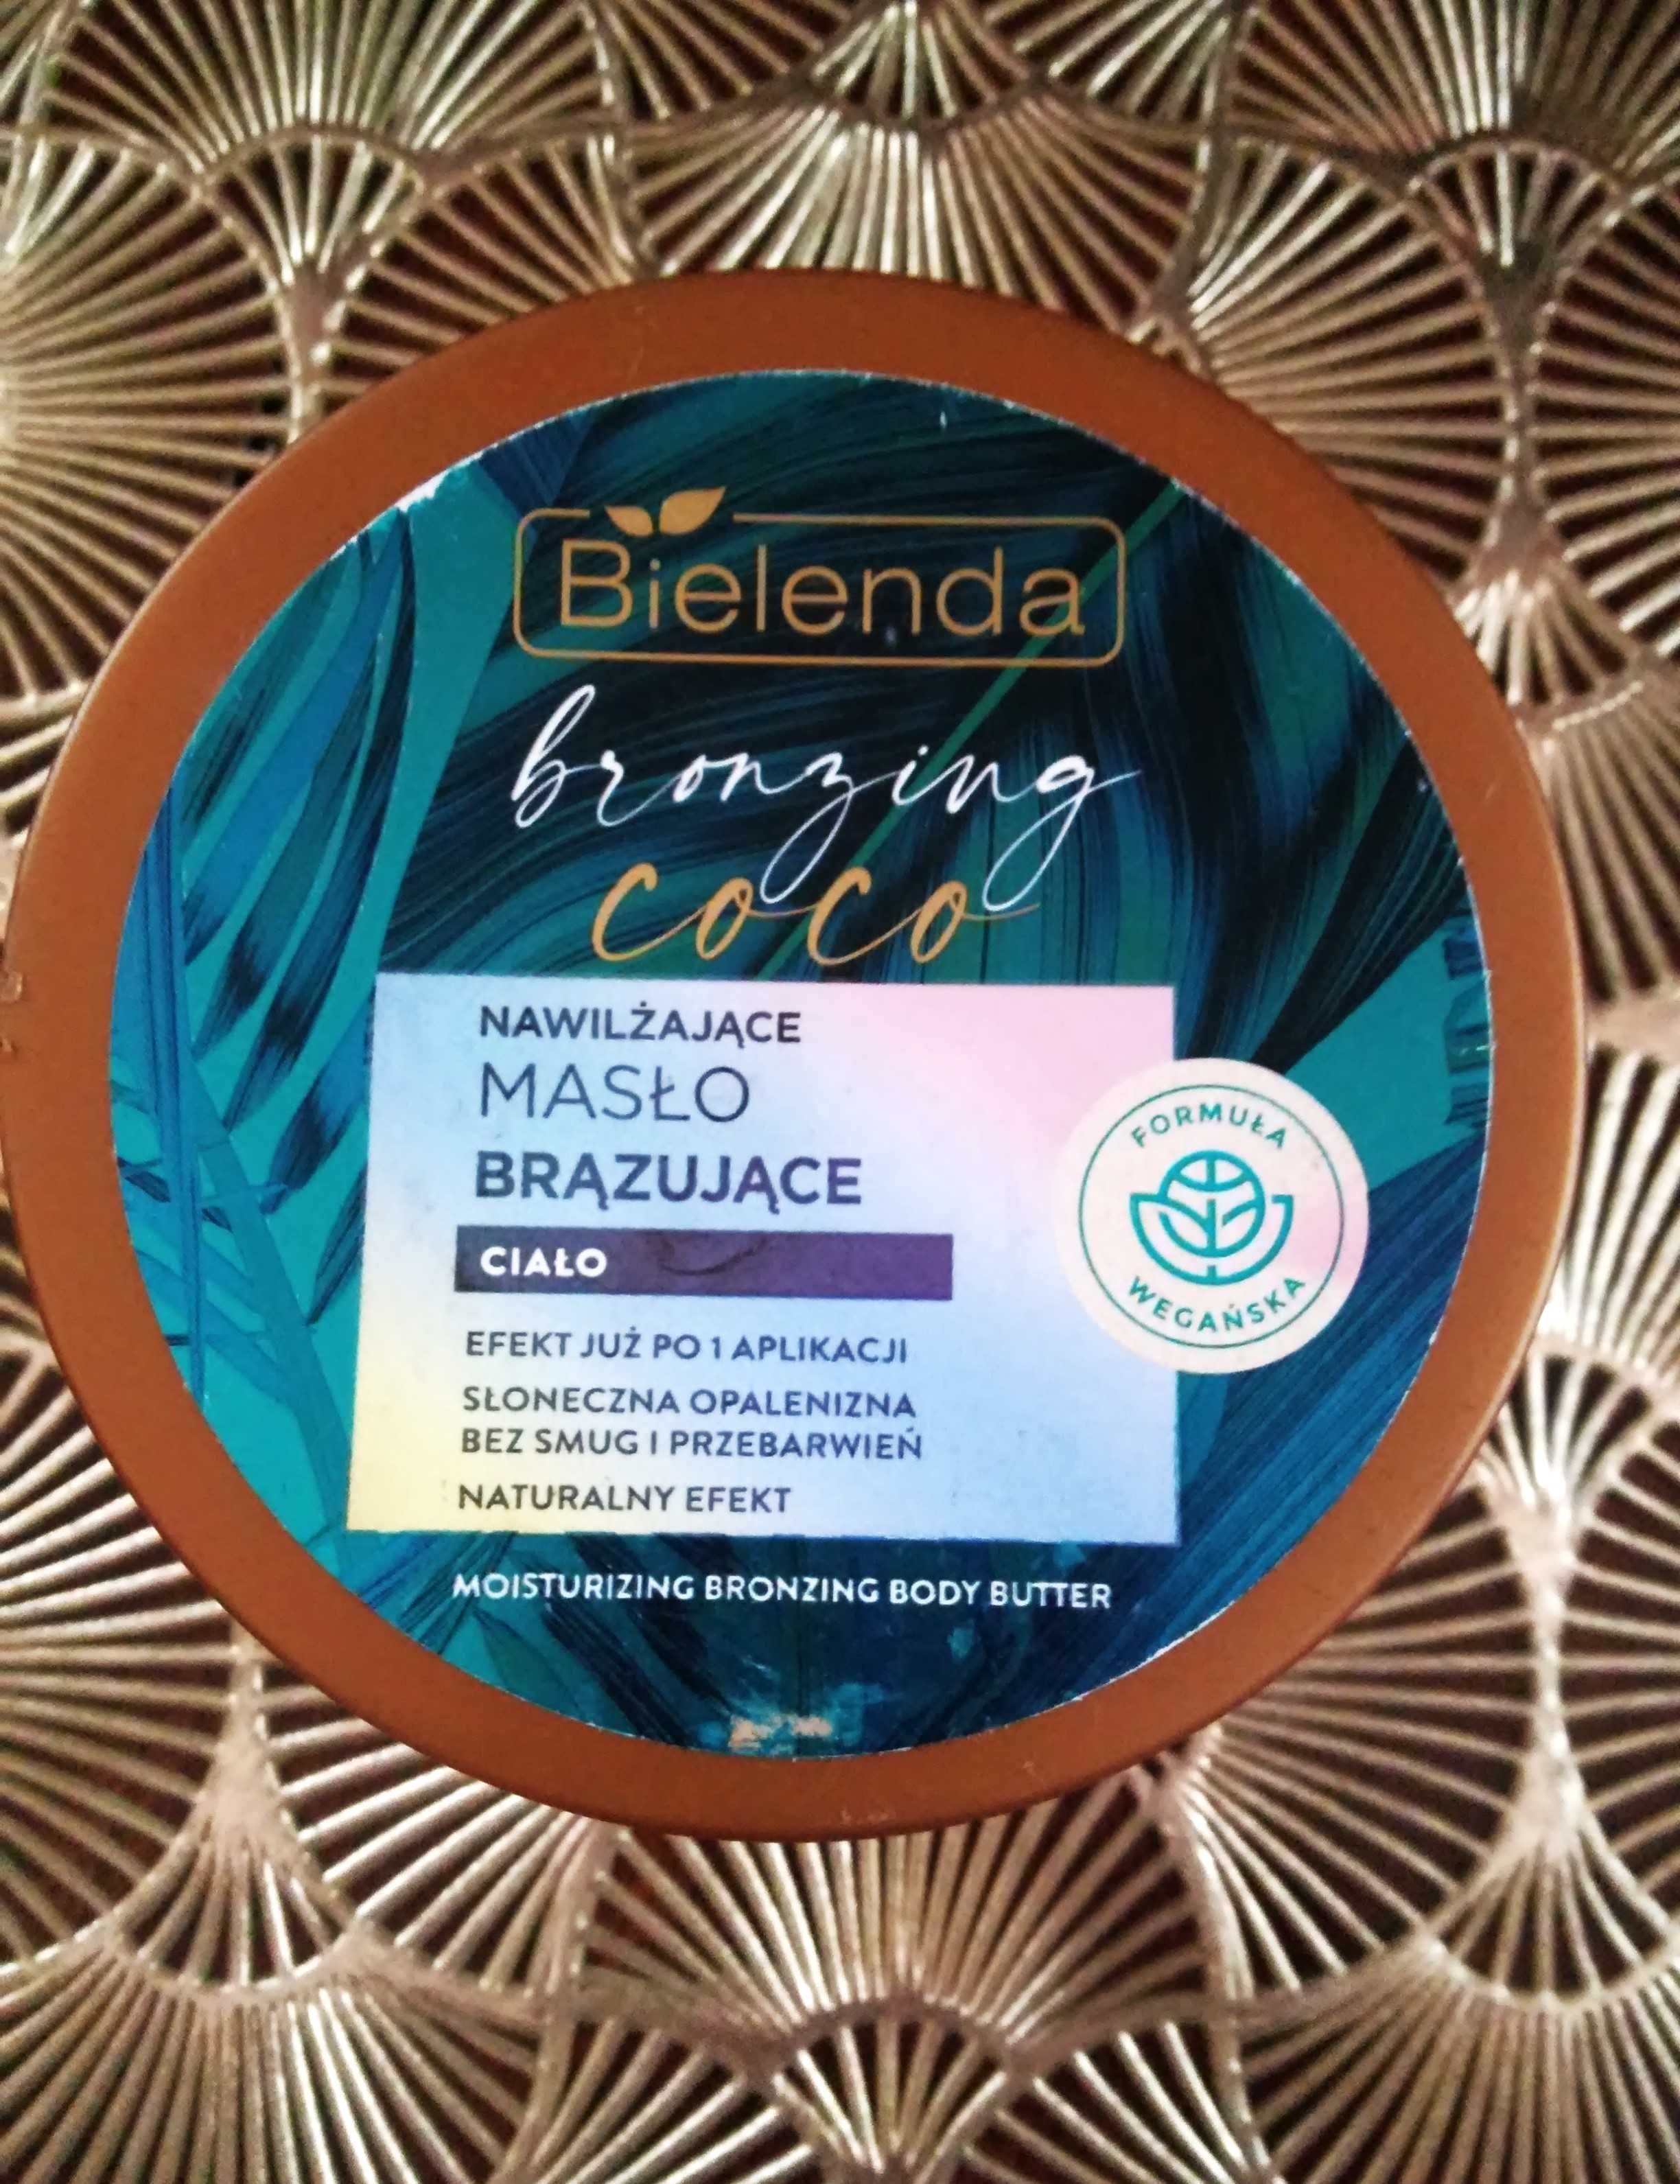 Bielenda
bronzing
coco
NAWILŻAJĄCE
MASŁO
BRĄZUJĄCE
CIAŁO
FORMUŁA
WEGAŃSKA
EFEKT JUŻ PO 1 APLIKACJI
SŁONECZNA OPALENIZNA
BEZ SMUG I PRZEBARWIEŃ
NATURALNY EFEKT
MOISTURIZING BRONZING BODY BUTTER